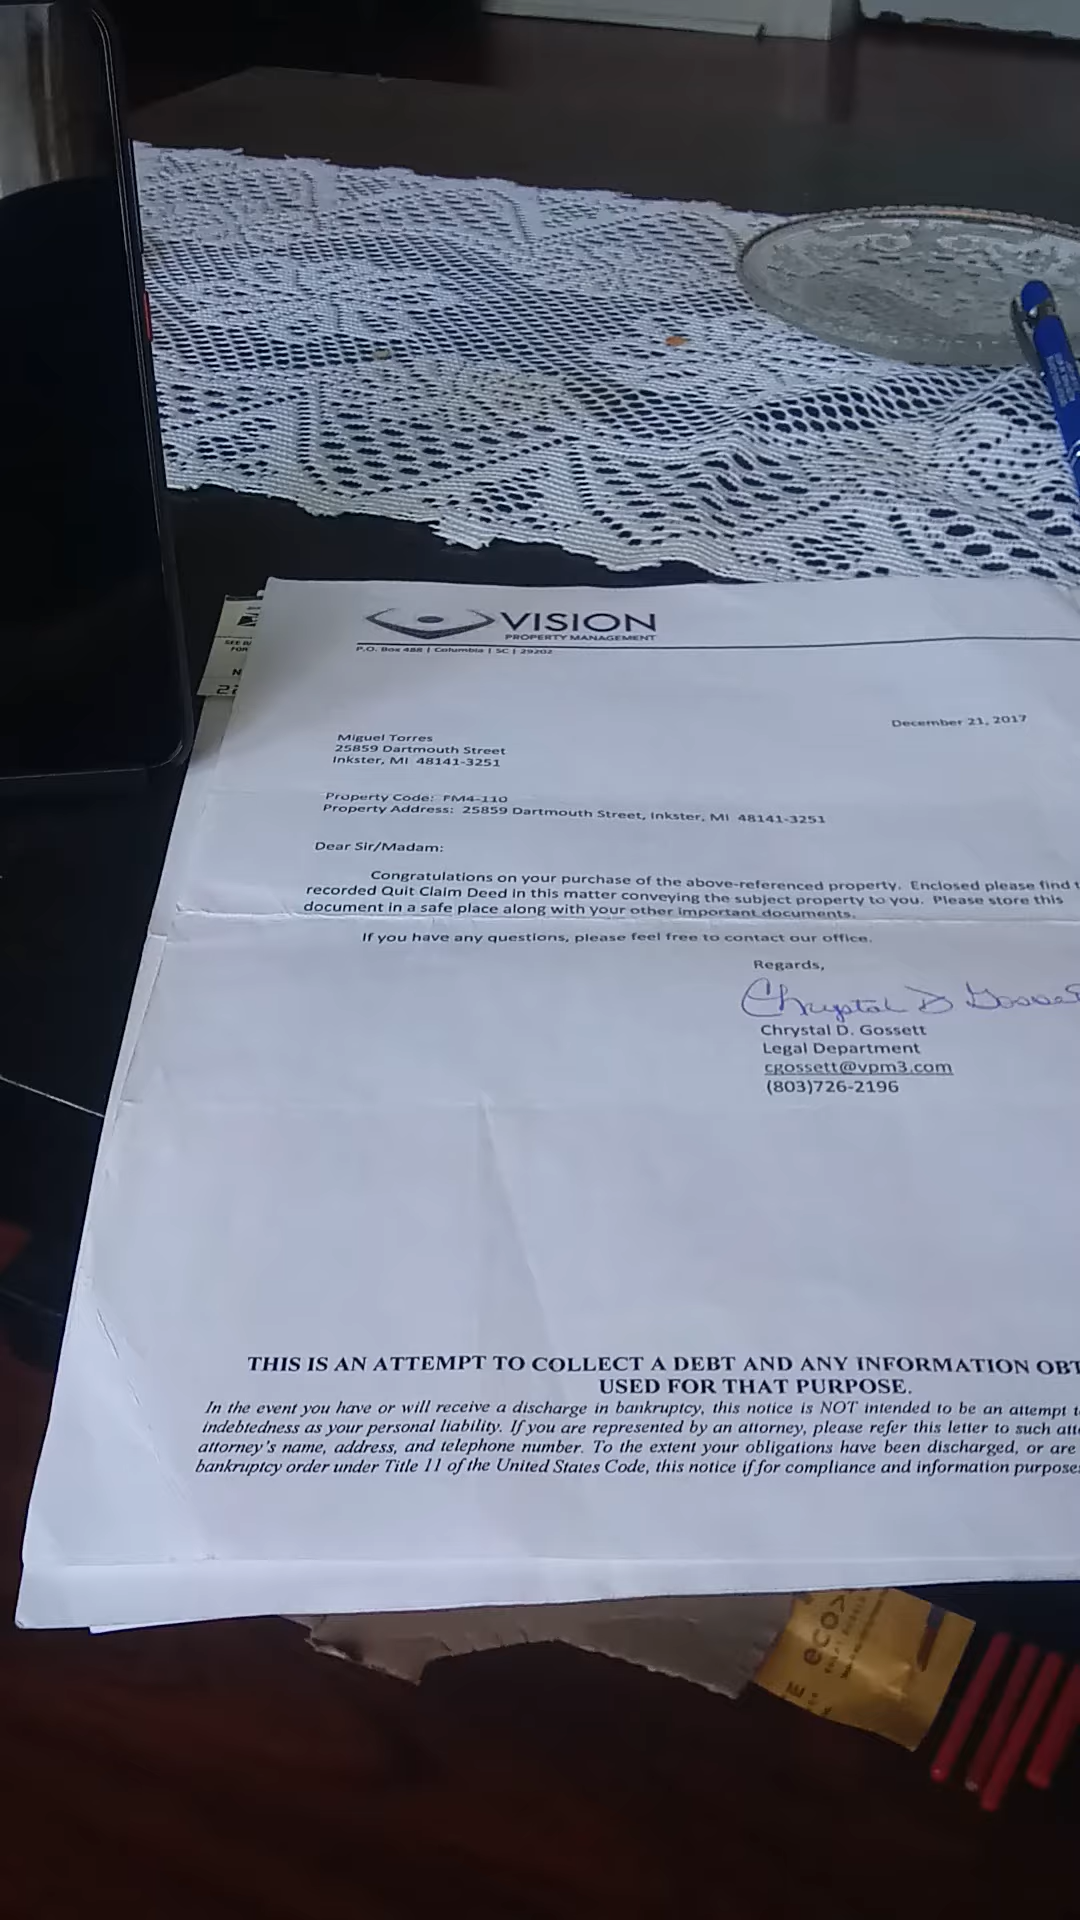 VISION
PROPERTY MANAGEMENT
P.O. Box 488 | Columbia | SC | 29202
December 21, 2017
Miguel Torres
25859 Dartmouth Street
Inkster, MI 48141-3251
Property Code: FM4-110
Property Address: 25859 Dartmouth Street, Inkster, MI 48141-3251
Dear Sir/Madam:
Congratulations on your purchase of the above-referenced property. Enclosed please find
recorded Quit Claim Deed in this matter conveying the subject property to you. Please store this
document in a safe place along with your other important documents.
If you have any questions, please feel free to contact our office.
Regards,
Chrystal D Gosset
Chrystal D. Gossett
Legal Department
cgossett@vpm3.com
(803)726-2196
THIS IS AN ATTEMPT TO COLLECT A DEBT AND ANY INFORMATION OBT
USED FOR THAT PURPOSE.
In the event you have or will receive a discharge in bankruptcy, this notice is NOT intended to be an attempt t
indebtedness as your personal liability. If you are represented by an attorney, please refer this letter to such att
attorney's name, address, and telephone number. To the extent your obligations have been discharged, or are
bankruptcy order under Title 11 of the United States Code, this notice if for compliance and information purpose
eco